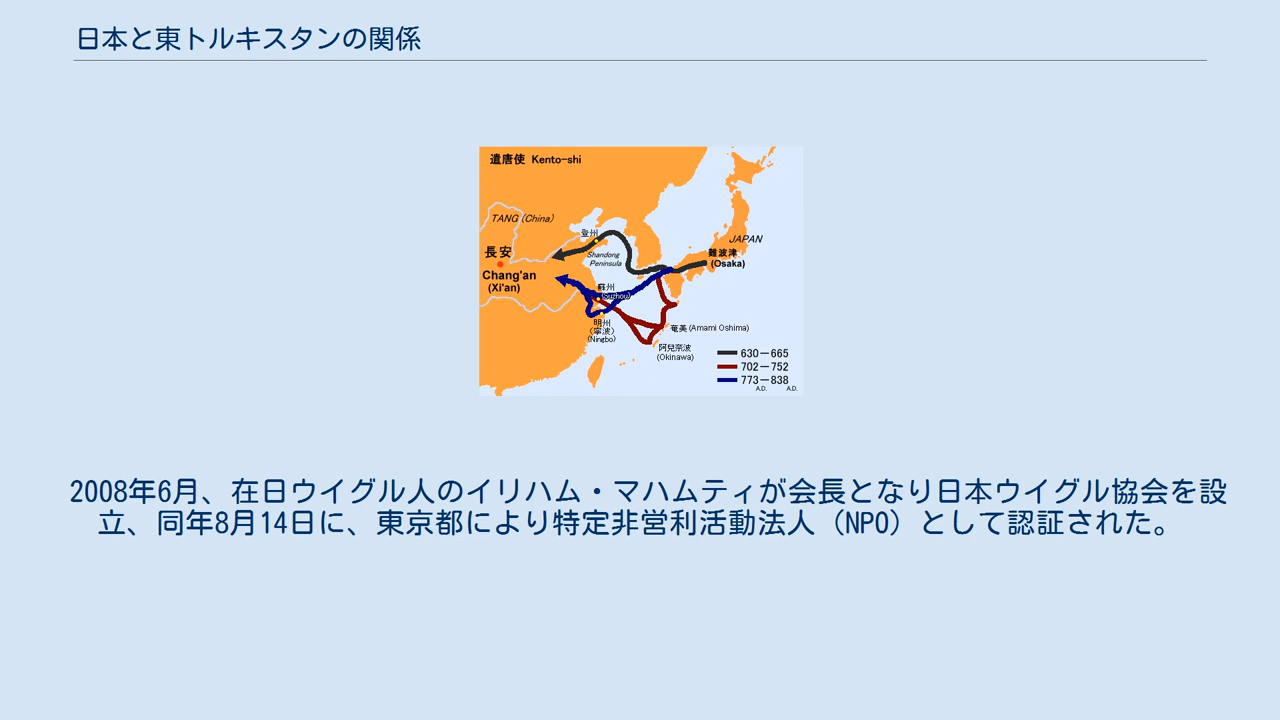 日本と東トルキスタンの関係
遣唐使 Kento-shi
TANG (China)
登州
JAPAN
長安
Shandong
Peninsula
難波津
(Osaka)
Chang'an
(Xi'an)
蘇州
(Suzhou)
明州
(寧波)
(Ningbo)
奄美 (Amami Oshima)
阿児奈波
(Okinawa)
630－665
702－752
773－838
A.D. A.D.
2008年6月、在日ウイグル人のイリハム・マハムティが会長となり日本ウイグル協会を設
立、同年8月14日に、東京都により特定非営利活動法人（NPO）として認証された。